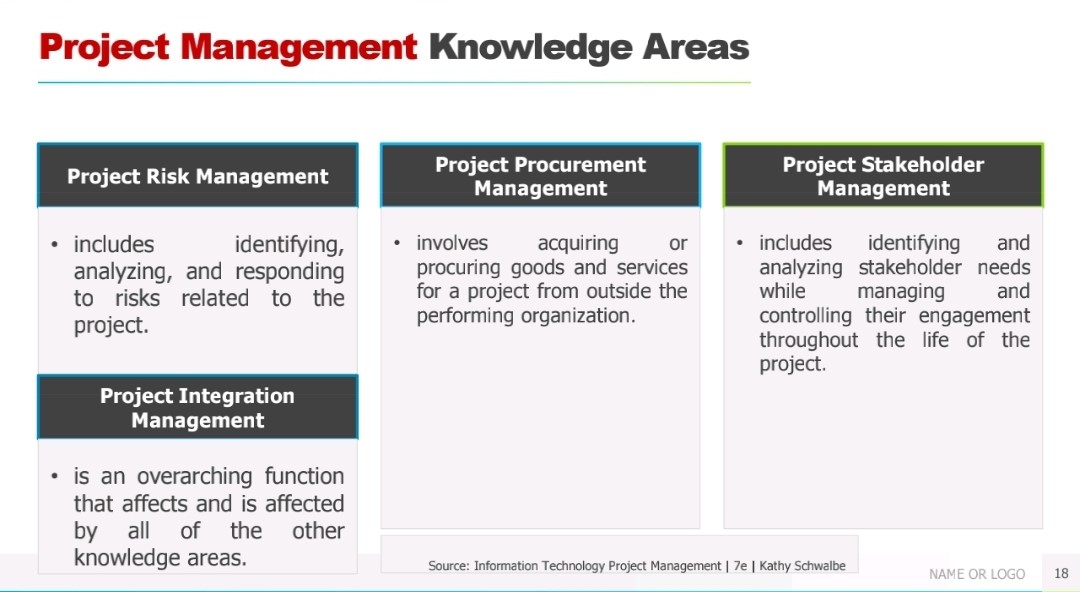 Project Management Knowledge Areas
Project Risk Management
• includes identifying,
analyzing, and responding
to risks related to the
project.
Project Integration
Management
• is an overarching function
that affects and is affected
by all of the other
knowledge areas.
Project Procurement
Management
• involves acquiring or
procuring goods and services
for a project from outside the
performing organization.
Project Stakeholder
Management
• includes identifying and
analyzing stakeholder needs
while managing and
controlling their engagement
throughout the life of the
project.
Source: Information Technology Project Management | 7e | Kathy Schwalbe
NAME OR LOGO
18